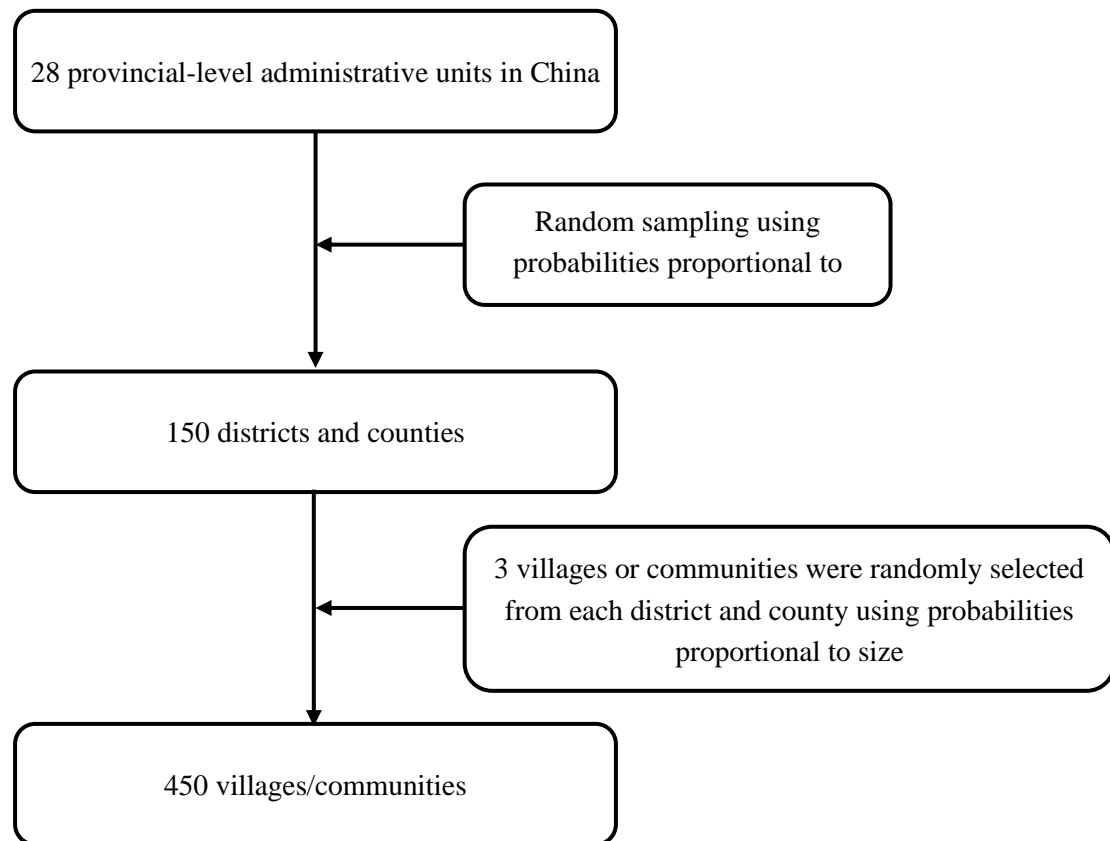 28 provincial-level administrative units in China
Random sampling using
probabilities proportional to
150 districts and counties
3 villages or communities were randomly selected
from each district and county using probabilities
proportional to size
450 villages/communities